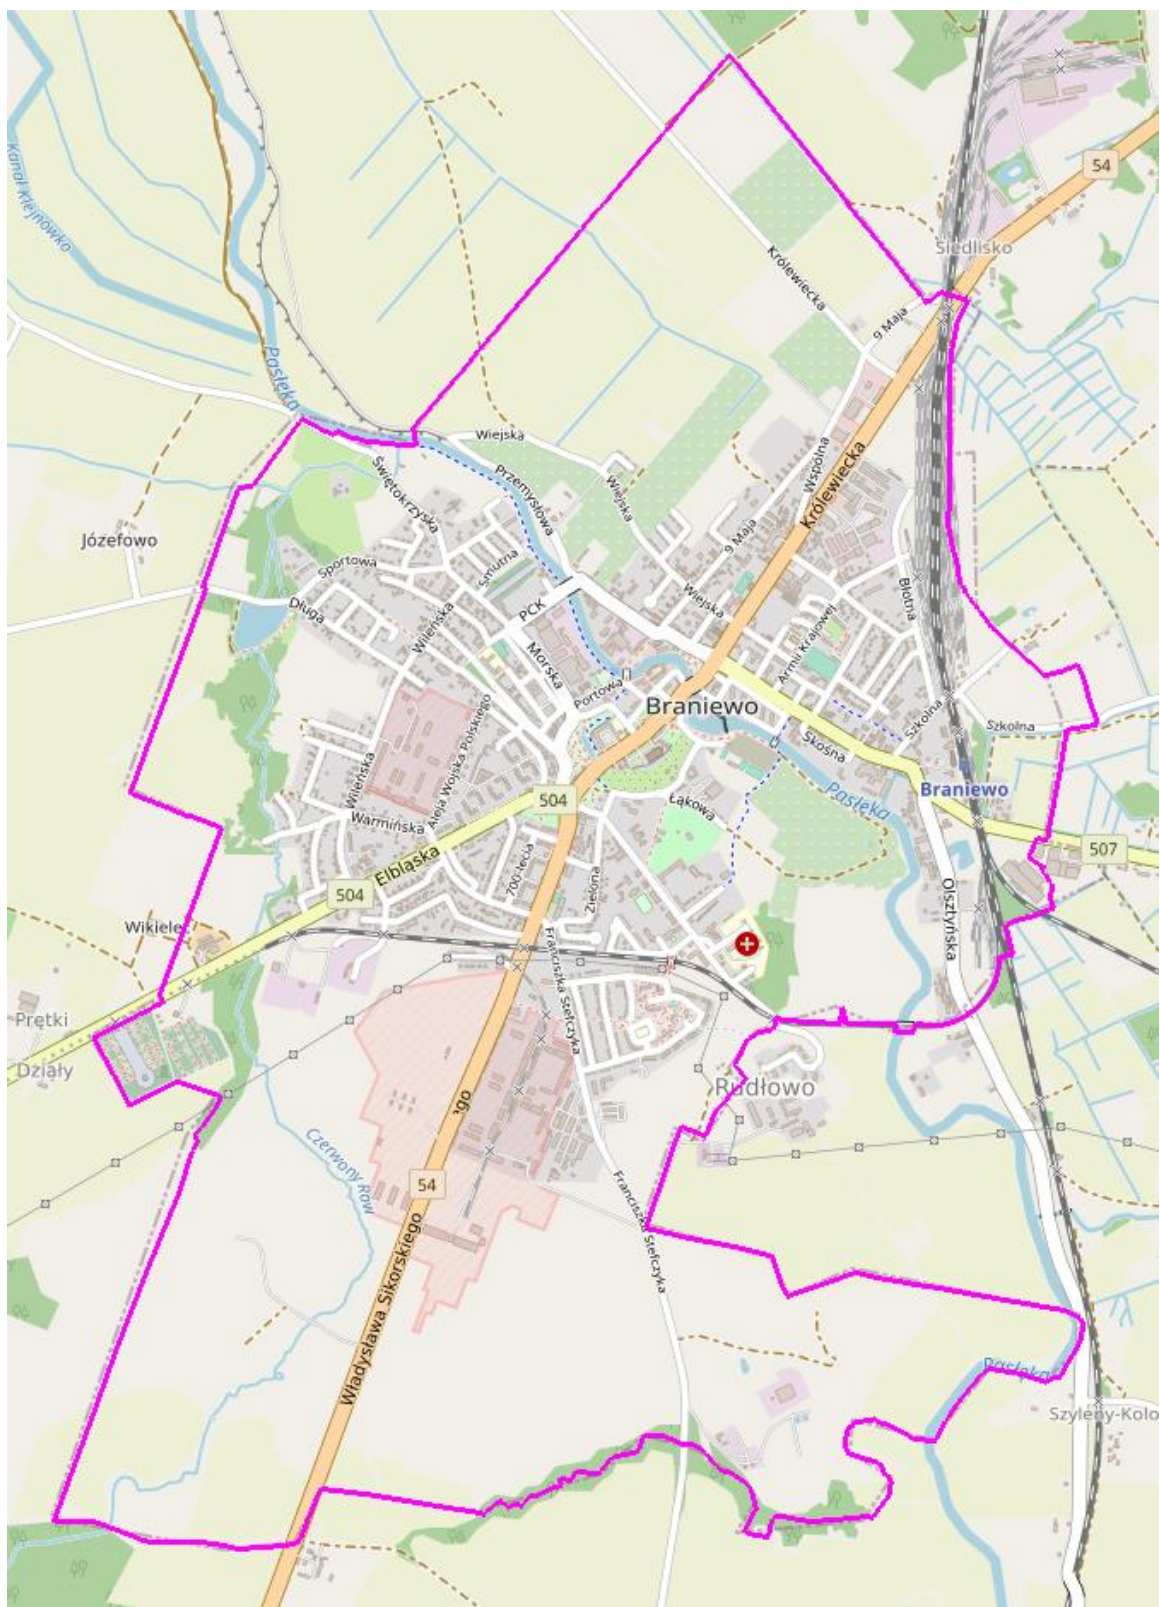 54
Kanał Klejnówko
Siedlisko
Królewiecka
9 Maja
Pasłęka
Wiejska
Świętokrzyska
Przemysłowa
Wiejska
Wspólna
Królewiecka
9 Maja
Józefowo
Sportowa
Smutna
Błotna
Długa
Wileńska
PCK
Wiejska
Armii Krajowej
Morska
Portowa
Braniewo
Szkolna
Szkolna
Skośna
Aleja Wojska Polskiego
Wileńska
504
Pasłęka
Braniewo
Łąkowa
Warmińska
507
Elbląska
700-lecia
Zielona
504
Olsztyńska
Wikielec
Franciszka Stefczyka
Prętki
Działy
Rudłowo
ego
Czerwony Rów
54
Franciszka Stefczyka
Władysława Sikorskiego
Pasłęka
Szyleny-Kolo